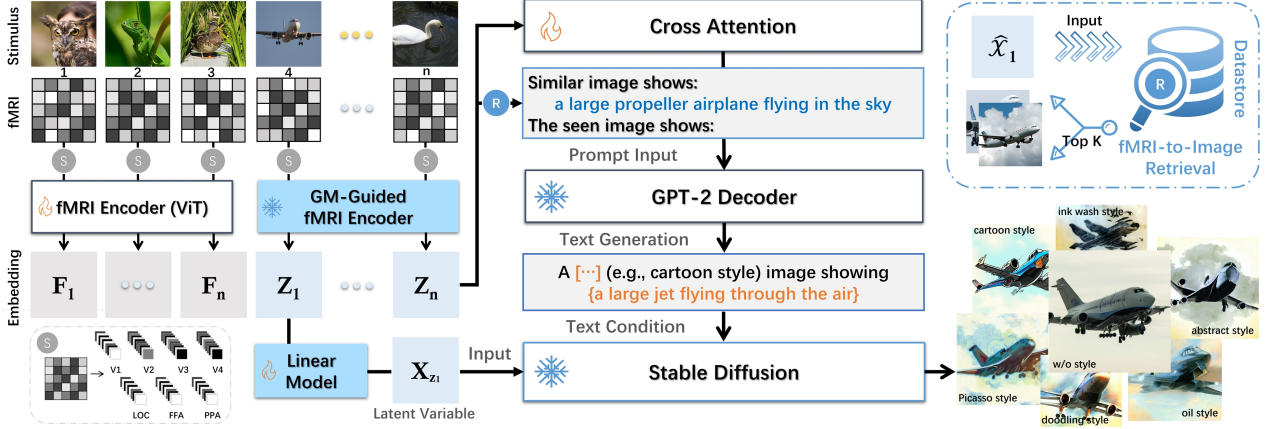 Stimulus
fMRI
Embedding
1
2
3
4
n
S
S
S
S
S
fMRI Encoder (ViT)
GM-Guided
fMRI Encoder
F1
Fn
Z1
Zn
S
V1
V2
V3
V4
LOC
FFA
PPA
Linear
Model
Xz1
Latent Variable
Input
R
Cross Attention
Similar image shows:
a large propeller airplane flying in the sky
The seen image shows:
Prompt Input
GPT-2 Decoder
Text Generation
A [···] (e.g., cartoon style) image showing
{a large jet flying through the air}
Text Condition
Stable Diffusion
X̂1
Input
R
Datastore
Top K
fMRI-to-Image
Retrieval
ink wash style
cartoon style
abstract style
w/o style
Picasso style
doodling style
oil style